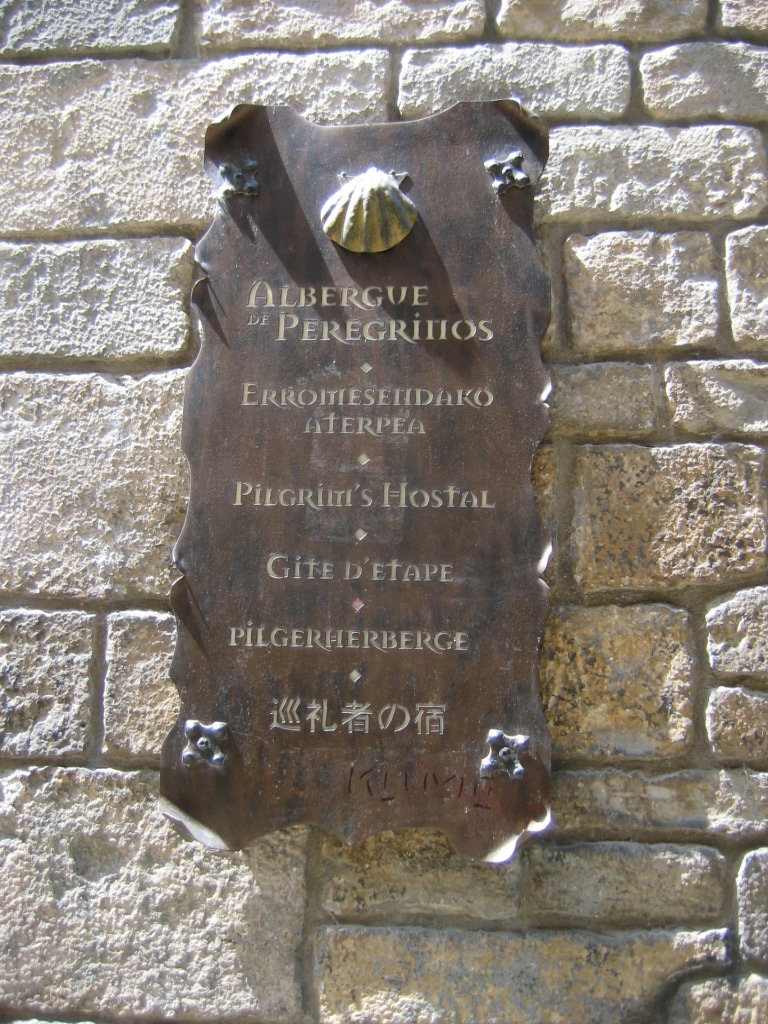 ALBERGUE
DE PEREGRINOS
ERROMESENDAKO
ATERPEA
PILGRIM'S HOSTAL
GITE D'ETAPE
PILGERHERBERGE
巡礼者の宿